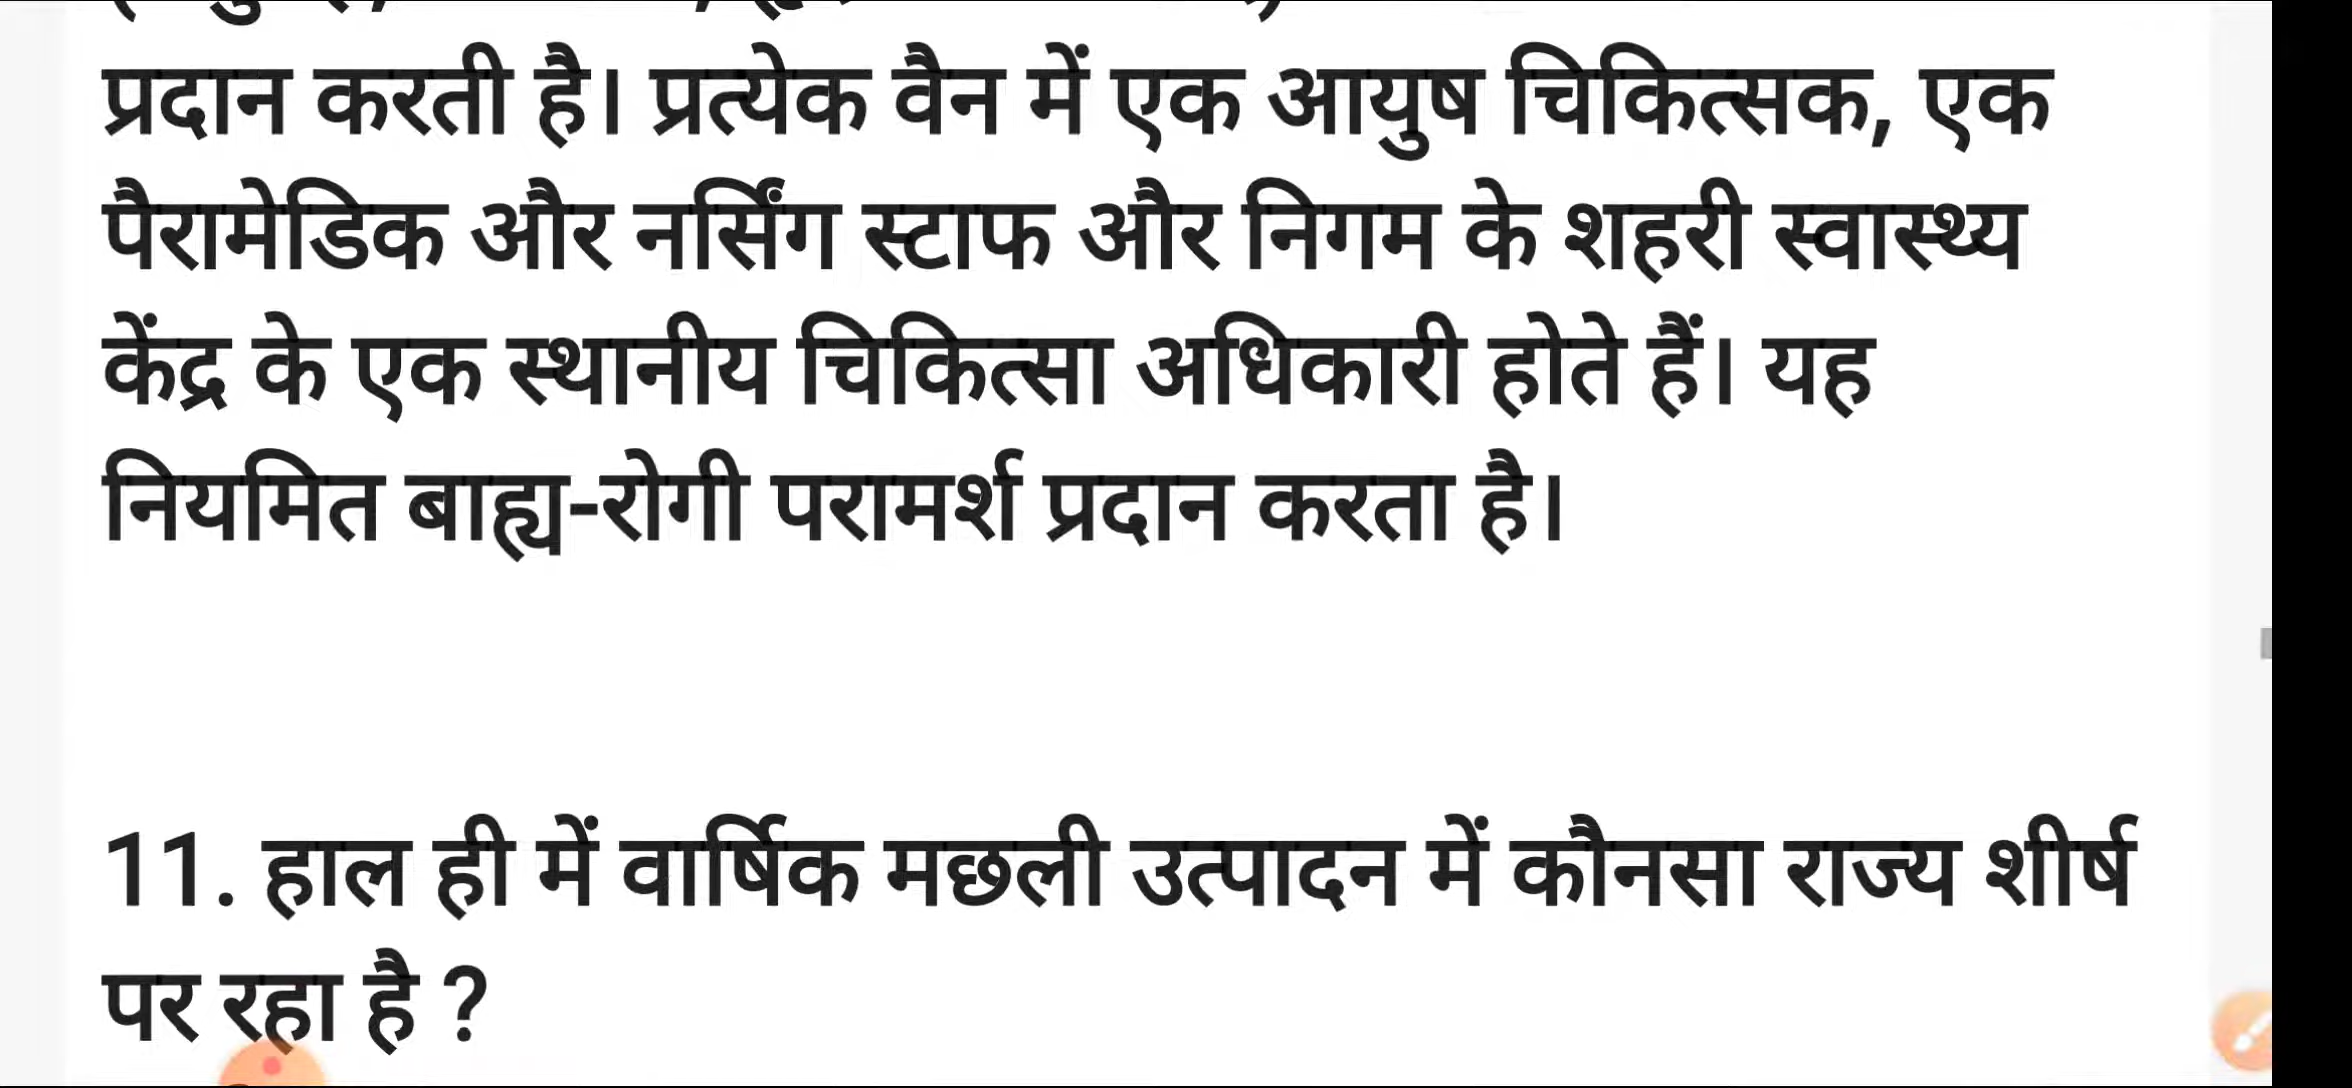 प्रदान करती है। प्रत्येक वैन में एक आयुष चिकित्सक, एक
पैरामेडिक और नर्सिंग स्टाफ और निगम के शहरी स्वास्थ्य
केंद्र के एक स्थानीय चिकित्सा अधिकारी होते हैं। यह
नियमित बाह्य-रोगी परामर्श प्रदान करता है।
11. हाल ही में वार्षिक मछली उत्पादन में कौनसा राज्य शीर्ष
पर रहा है ?